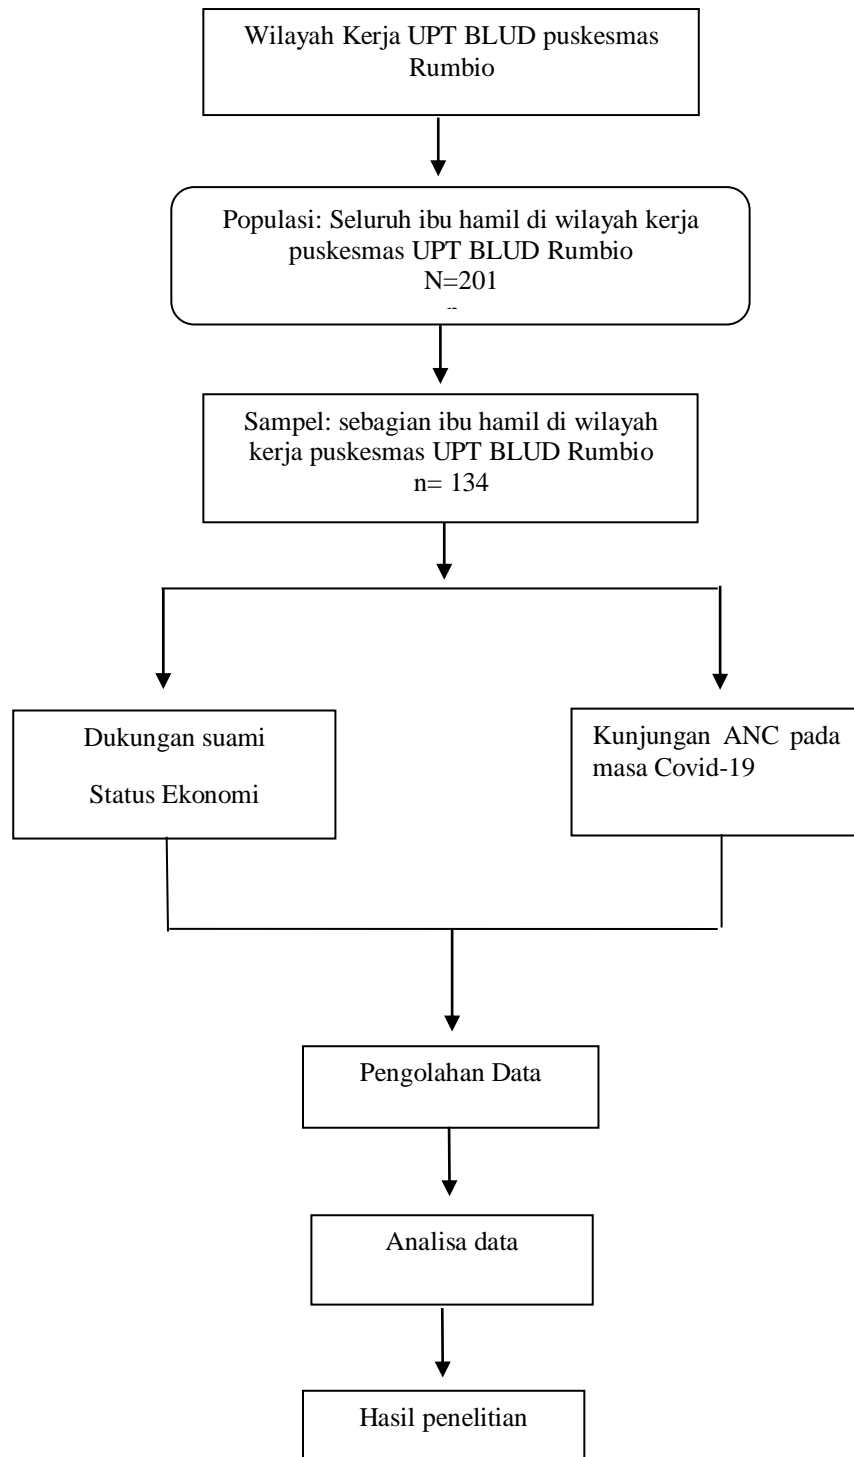 Wilayah Kerja UPT BLUD puskesmas
Rumbio
Populasi: Seluruh ibu hamil di wilayah kerja
puskesmas UPT BLUD Rumbio
N=201
Sampel: sebagian ibu hamil di wilayah
kerja puskesmas UPT BLUD Rumbio
n= 134
Dukungan suami
Status Ekonomi
Kunjungan ANC pada
masa Covid-19
Pengolahan Data
Analisa data
Hasil penelitian